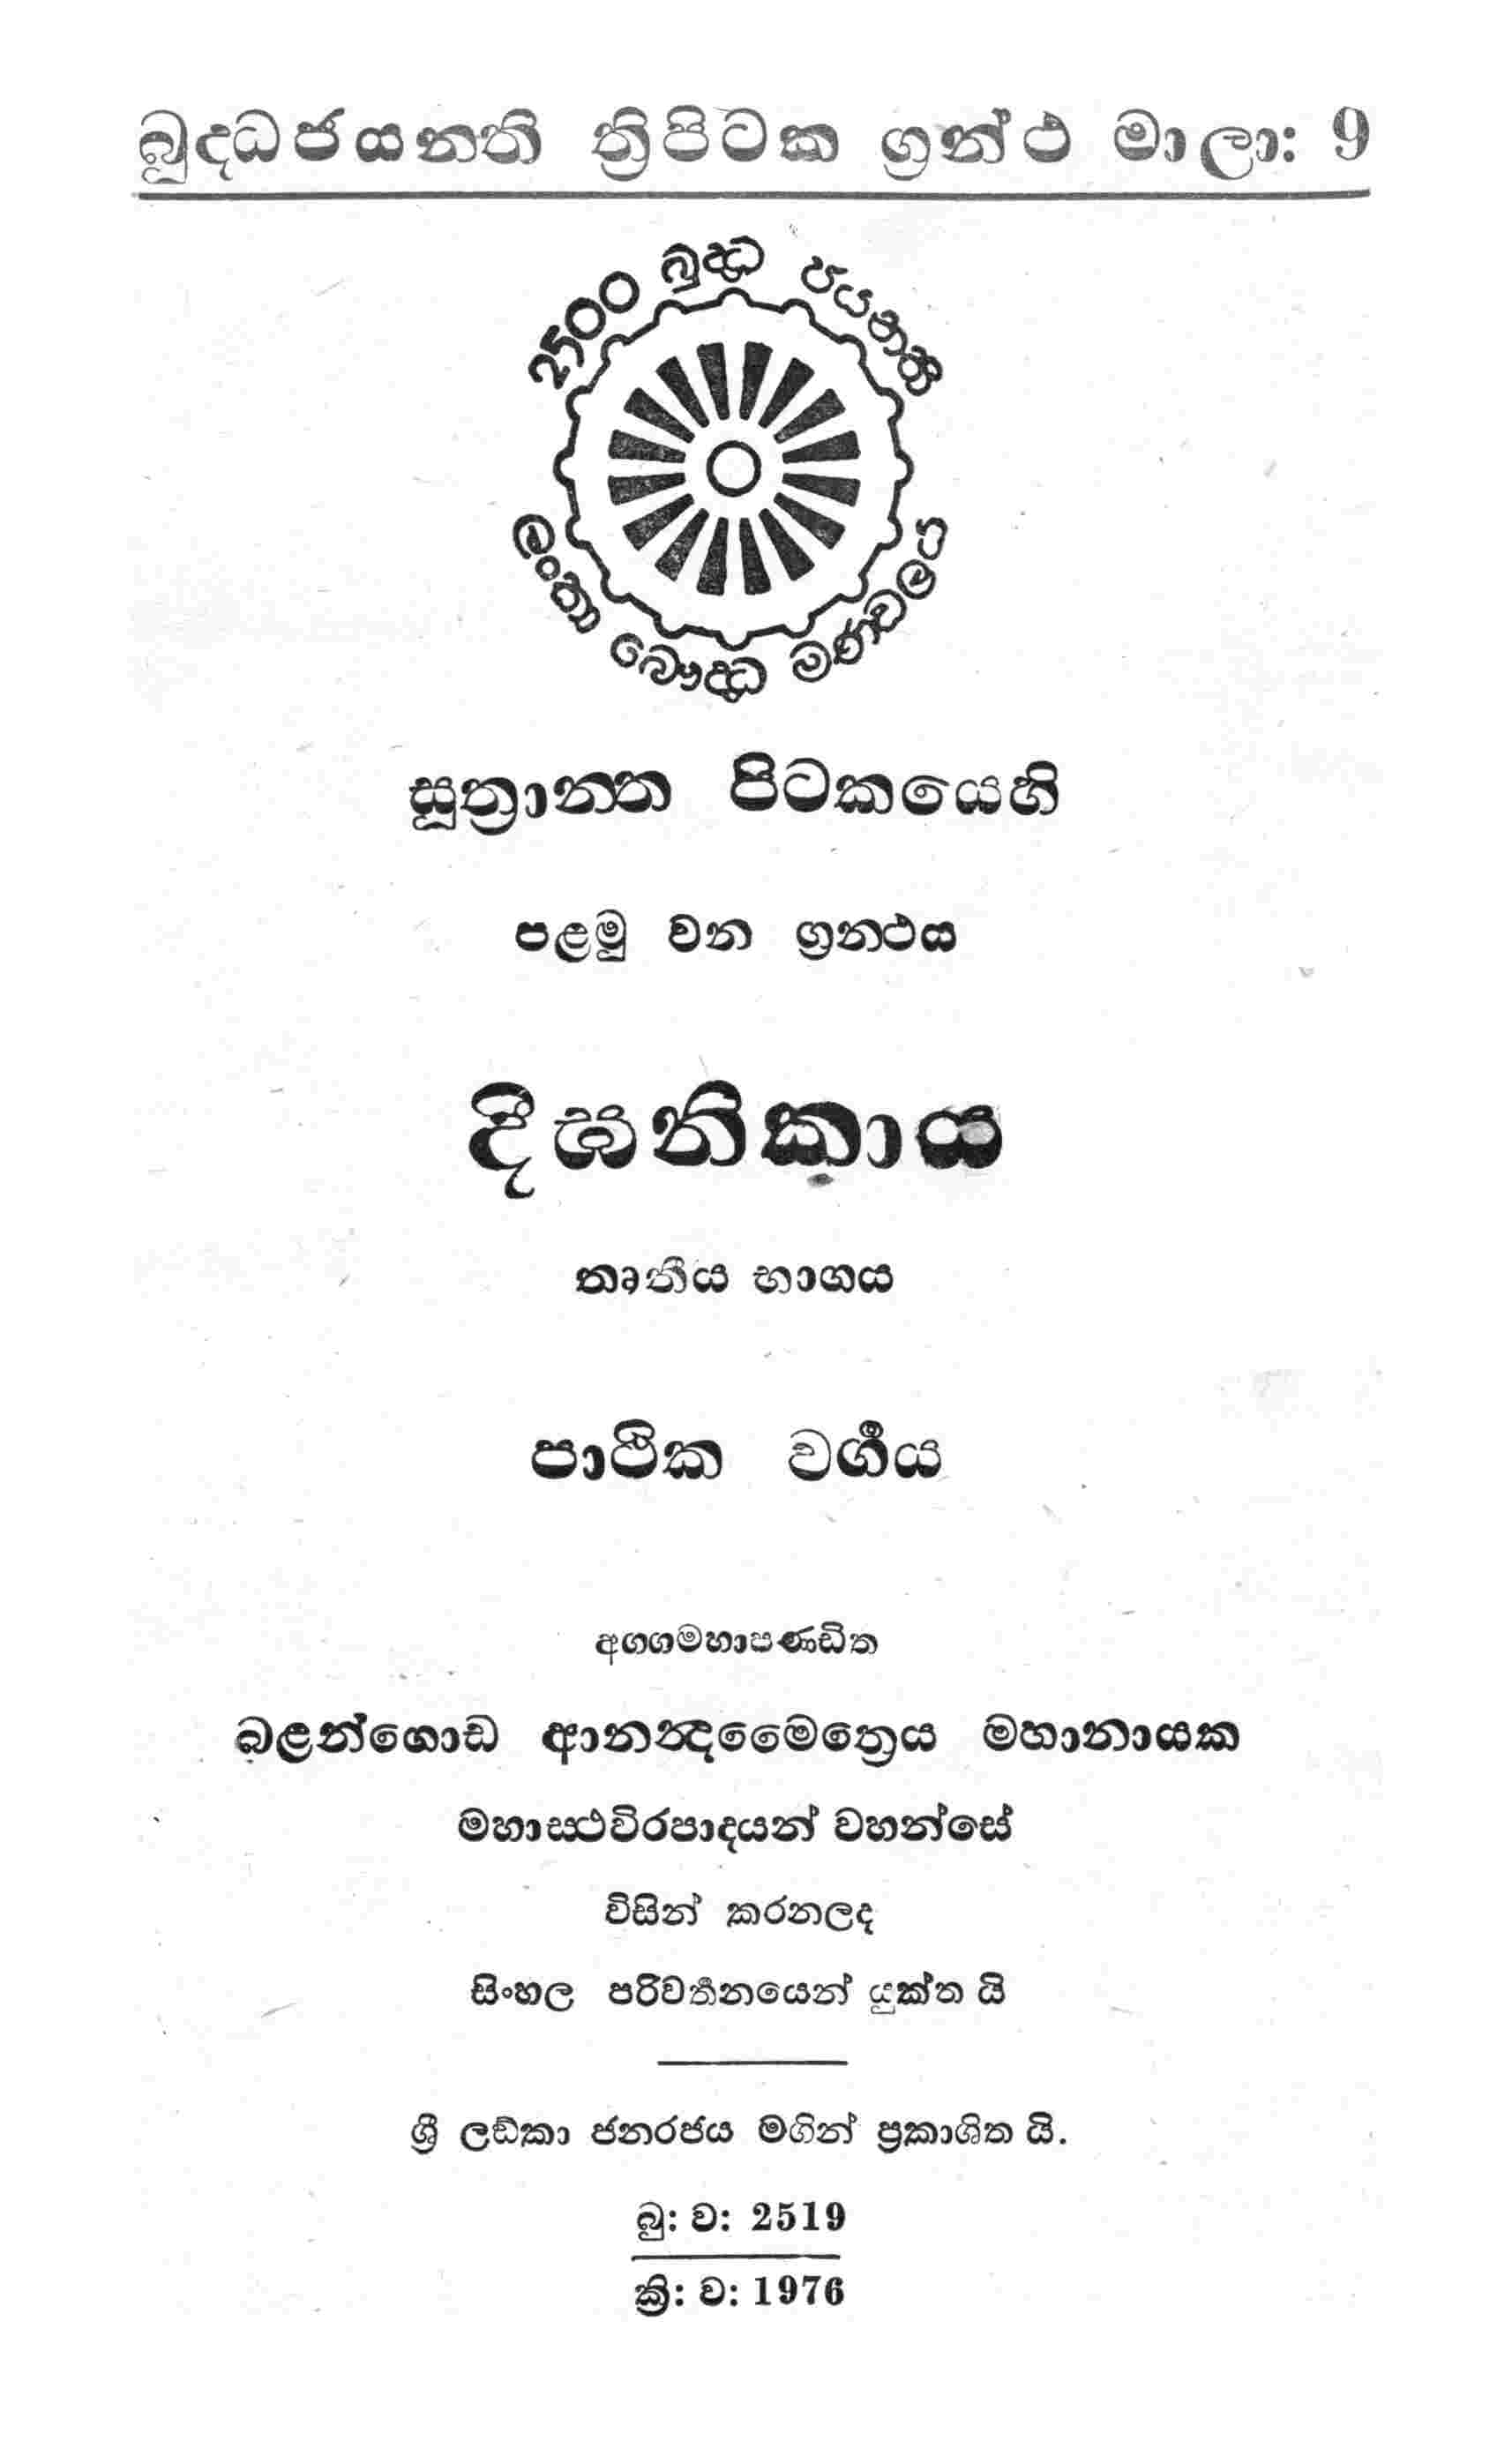 බුද්ධජයන්ති ත්‍රිපිටක ග්‍රන්ථ මාලා: 9
2500 බුද්ධ ජයන්ති
ලංකා බෞද්ධ මණ්ඩලය
සූත්‍රාන්ත පිටකයෙහි
පළමු වන ග්‍රන්ථය
දීඝනිකාය
තෘතීය භාගය
පාථික වර්‍ගය
අග්ගමහාපණ්ඩිත
බළන්ගොඩ ආනන්දමෛත්‍රෙය මහානායක
මහාස්ථවිරපාදයන් වහන්සේ
විසින් කරනලද
සිංහල පරිවර්‍තනයෙන් යුක්ත යි
ශ්‍රී ලඞ්කා ජනරජය මගින් ප්‍රකාශිත යි.
බු: ව: 2519
ක්‍රි: ව: 1976